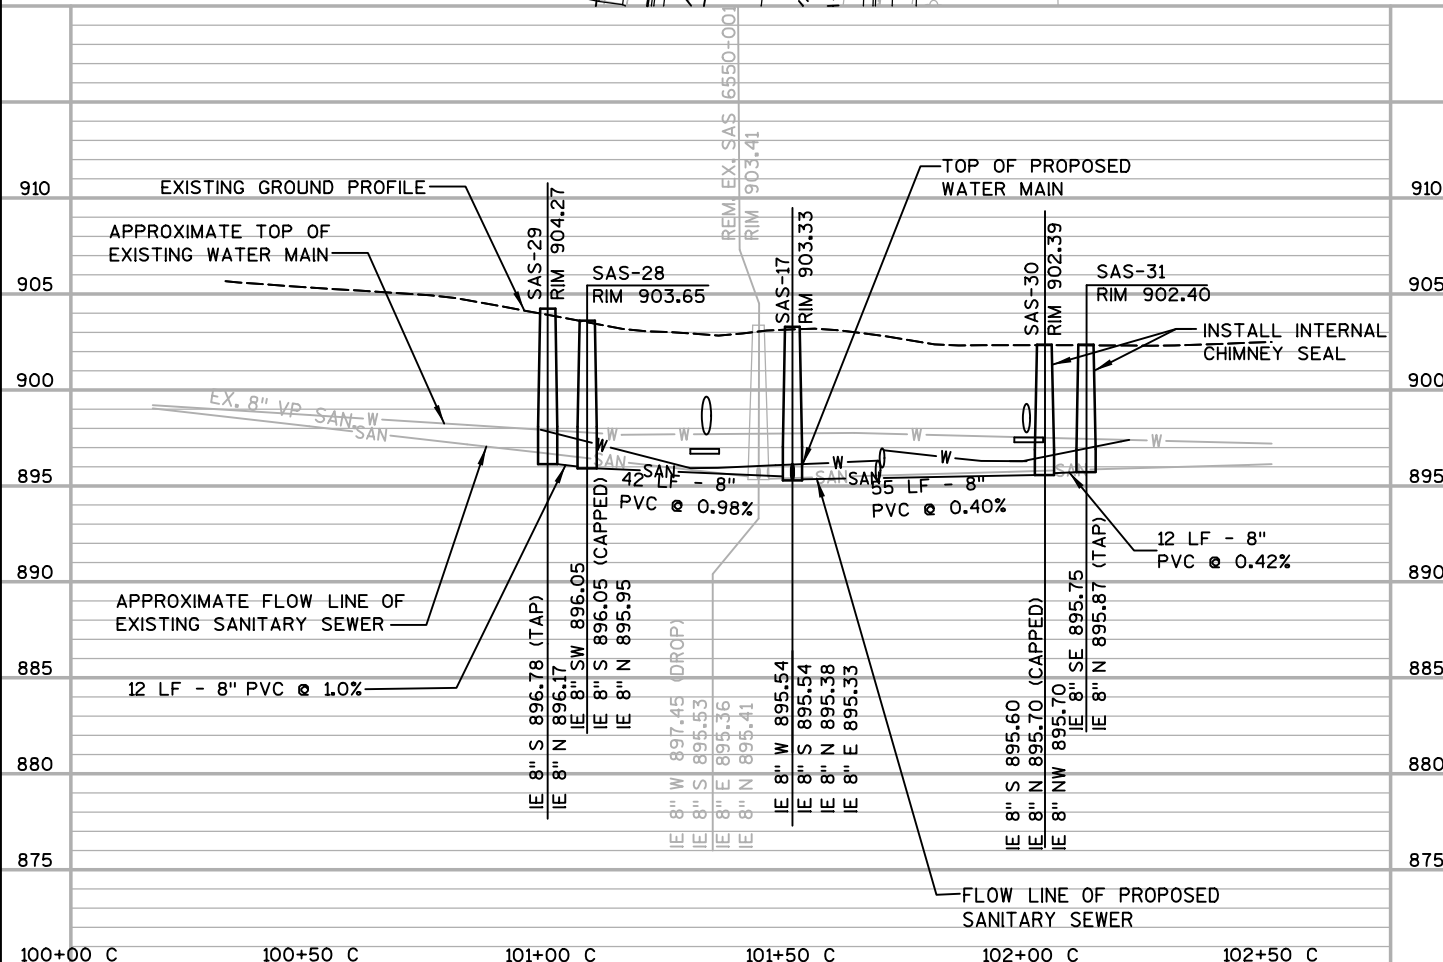 REM. EX. SAS 6550-001
RIM 903.41
910
910
EXISTING GROUND PROFILE
APPROXIMATE TOP OF
EXISTING WATER MAIN
TOP OF PROPOSED
WATER MAIN
SAS-29
RIM 904.27
SAS-28
RIM 903.65
SAS-17
RIM 903.33
SAS-30
RIM 902.39
SAS-31
RIM 902.40
905
905
INSTALL INTERNAL
CHIMNEY SEAL
900
900
EX. 8" VP SAN
W
SAN
W
W
W
W
W
SAN
SAN
W
W
SAN
SAN
SAN
895
895
42 LF - 8"
PVC @ 0.98%
55 LF - 8"
PVC @ 0.40%
12 LF - 8"
PVC @ 0.42%
890
890
APPROXIMATE FLOW LINE OF
EXISTING SANITARY SEWER
12 LF - 8" PVC @ 1.0%
885
885
IE 8" S 896.78 (TAP)
IE 8" N 896.17
IE 8" SW 896.05
IE 8" S 896.05 (CAPPED)
IE 8" N 895.95
IE 8" W 897.45 (DROP)
IE 8" S 895.53
IE 8" E 895.36
IE 8" N 895.41
IE 8" W 895.54
IE 8" S 895.54
IE 8" N 895.38
IE 8" E 895.33
IE 8" S 895.60
IE 8" N 895.70 (CAPPED)
IE 8" NW 895.70
IE 8" SE 895.75
IE 8" N 895.87 (TAP)
880
880
875
875
FLOW LINE OF PROPOSED
SANITARY SEWER
100+00 C
100+50 C
101+00 C
101+50 C
102+00 C
102+50 C